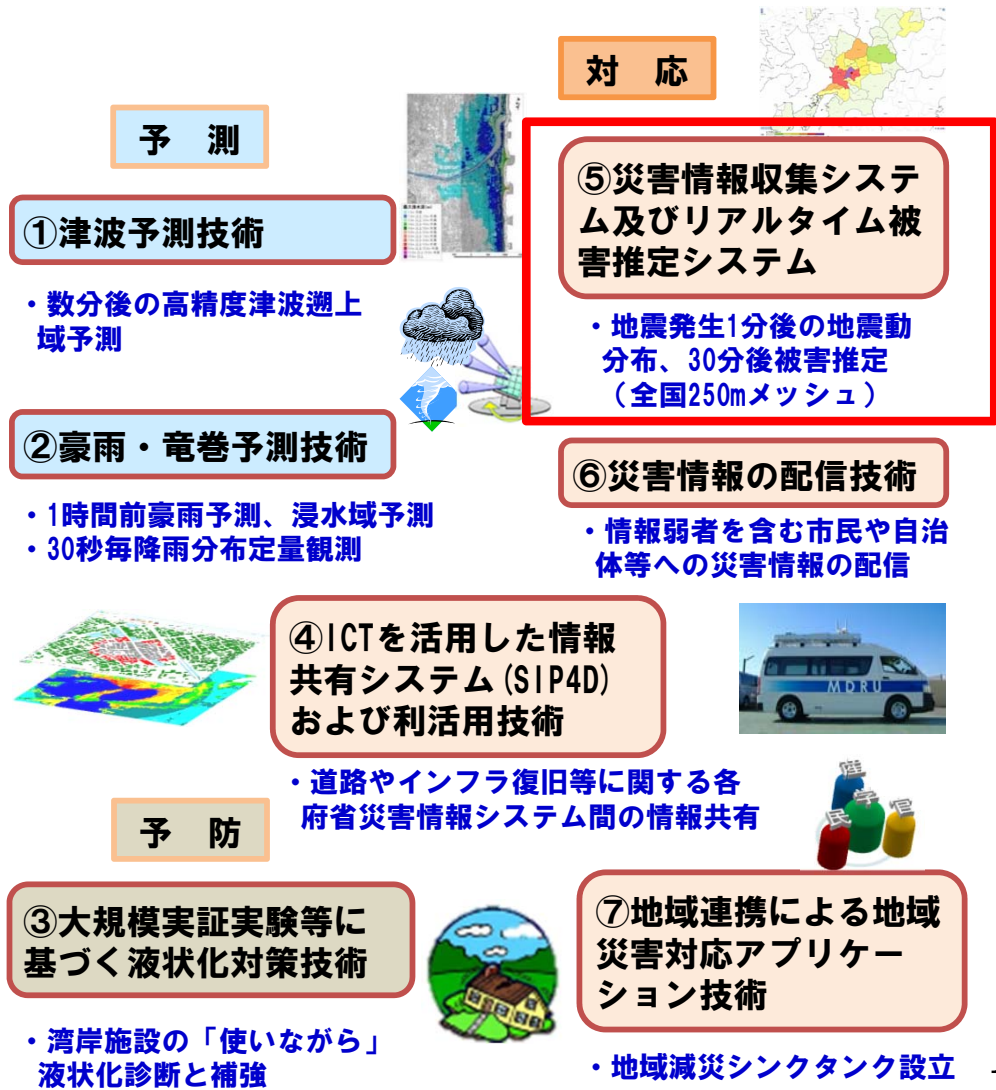 対 応
予 測
①津波予測技術
・数分後の高精度津波遡上
域予測
②豪雨・竜巻予測技術
・1時間前豪雨予測、浸水域予測
・30秒毎降雨分布定量観測
⑤災害情報収集システ
ム及びリアルタイム被
害推定システム
・地震発生1分後の地震動
分布、30分後被害推定
（全国250mメッシュ）
⑥災害情報の配信技術
・情報弱者を含む市民や自治
体等への災害情報の配信
④ICTを活用した情報
共有システム(SIP4D)
および利活用技術
・道路やインフラ復旧等に関する各
府省災害情報システム間の情報共有
MDRU
産
学
官
民
予 防
③大規模実証実験等に
基づく液状化対策技術
・湾岸施設の「使いながら」
液状化診断と補強
⑦地域連携による地域
災害対応アプリケー
ション技術
・地域減災シンクタンク設立